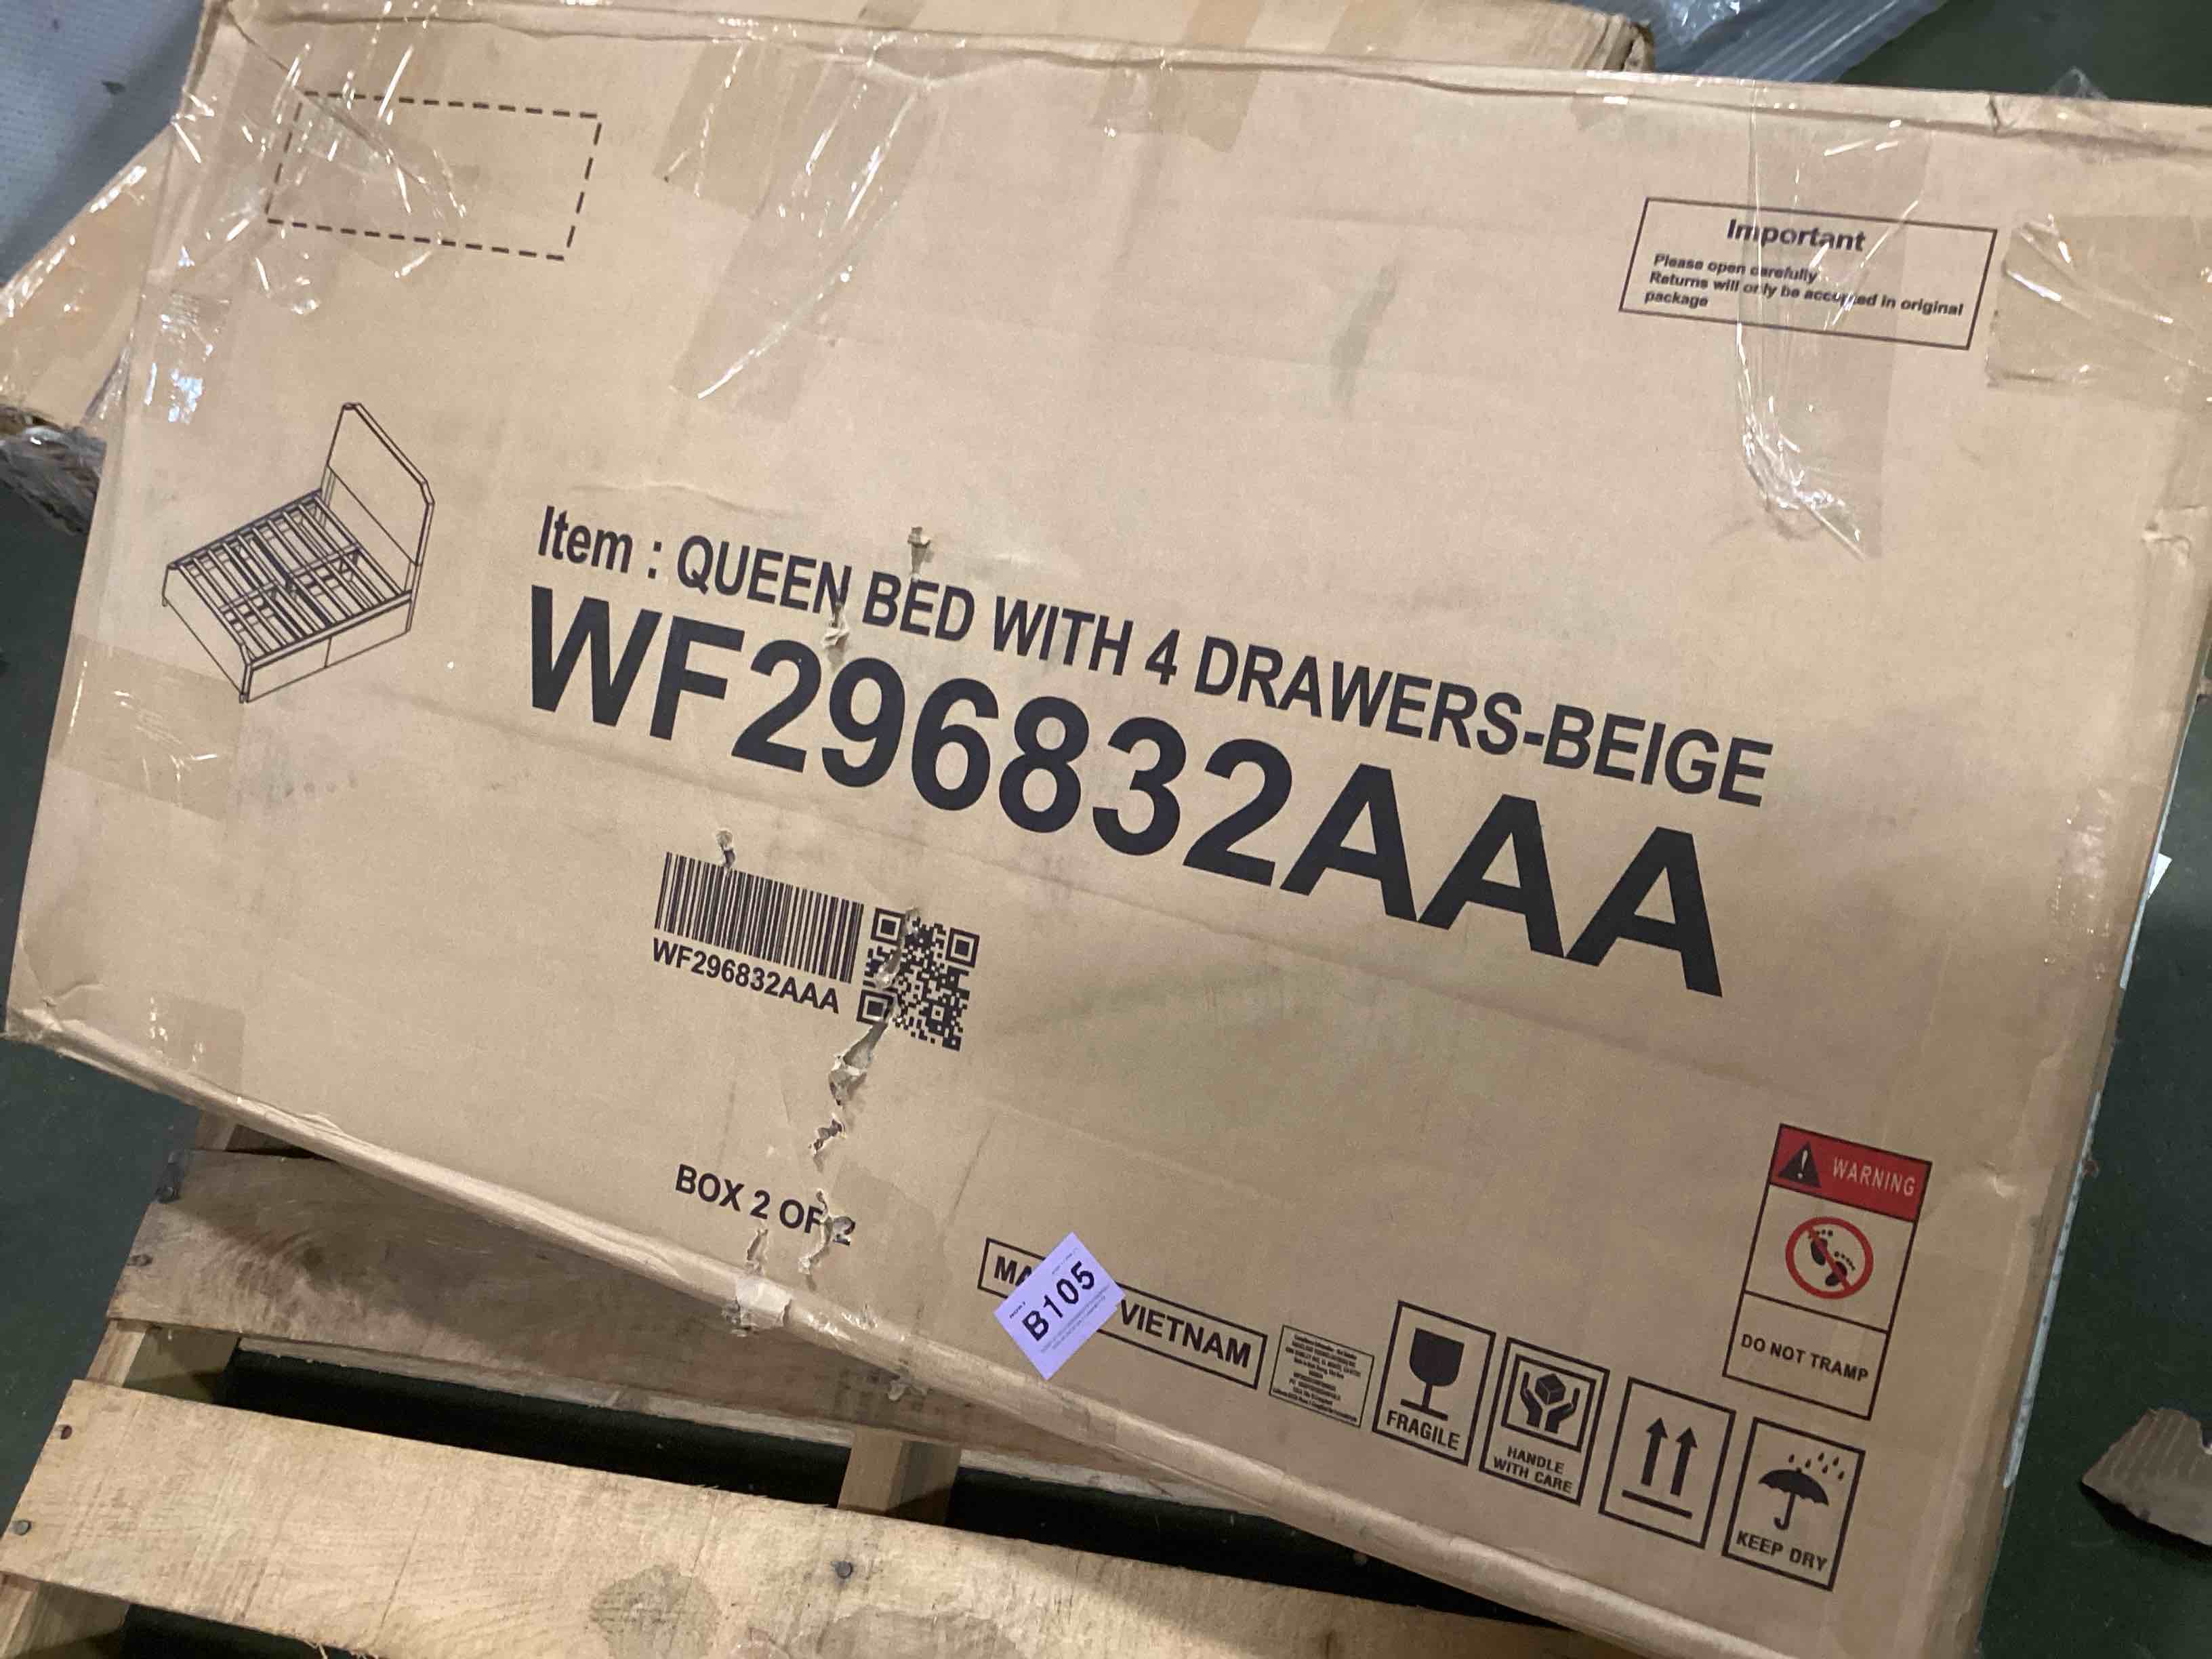 Important
Please open carefully
Returns will only be accepted in original
package
Item : QUEEN BED WITH 4 DRAWERS-BEIGE
WF296832AAA
WF296832AAA
BOX 2 OF 2
WARNING
DO NOT TRAMP
B105
VIETNAM
FRAGILE
HANDLE
WITH CARE
KEEP DRY